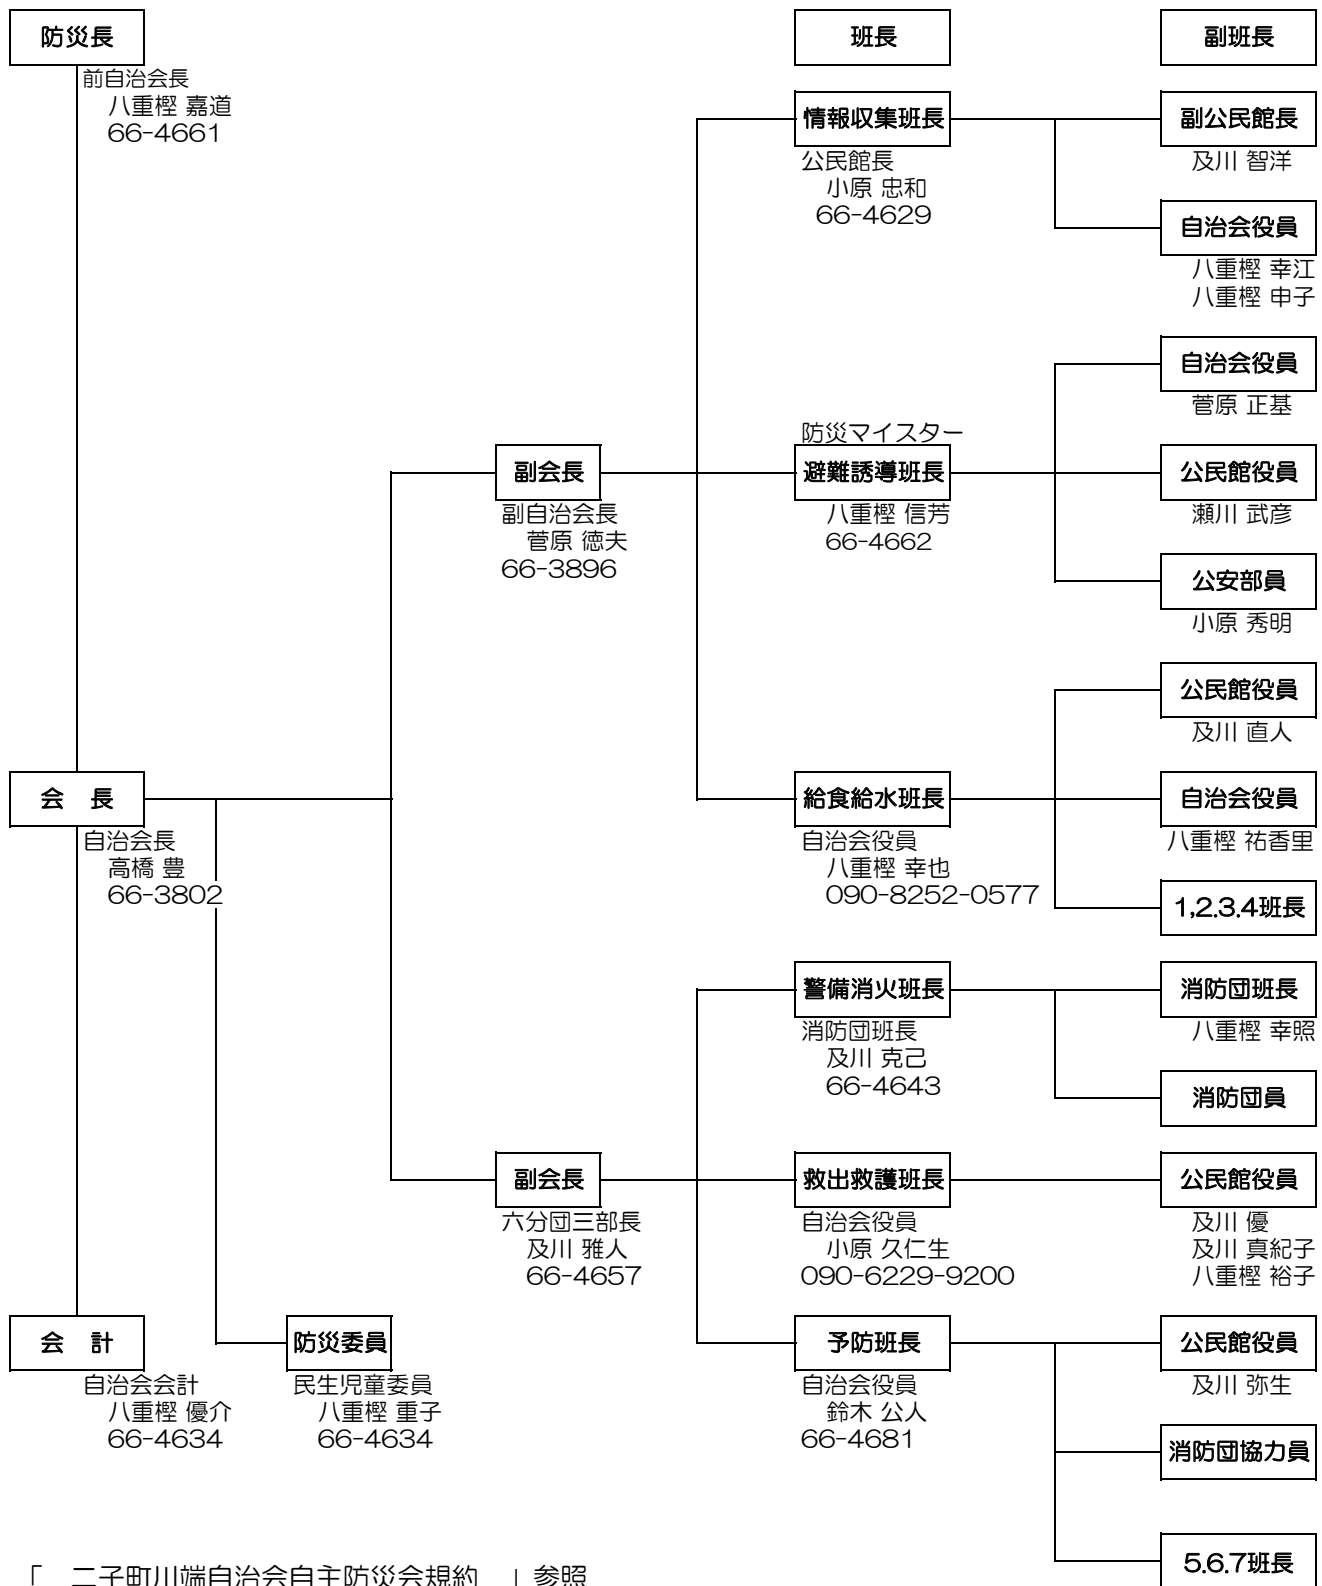 防災長
前自治会長
八重樫 嘉道
66-4661
会 長
自治会長
高橋 豊
66-3802
会 計
自治会会計
八重樫 優介
66-4634
防災委員
民生児童委員
八重樫 重子
66-4634
副会長
副自治会長
菅原 徳夫
66-3896
副会長
六分団三部長
及川 雅人
66-4657
班長
情報収集班長
公民館長
小原 忠和
66-4629
防災マイスター
避難誘導班長
八重樫 信芳
66-4662
給食給水班長
自治会役員
八重樫 幸也
090-8252-0577
警備消火班長
消防団班長
及川 克己
66-4643
救出救護班長
自治会役員
小原 久仁生
090-6229-9200
予防班長
自治会役員
鈴木 公人
66-4681
副班長
副公民館長
及川 智洋
自治会役員
八重樫 幸江
八重樫 申子
自治会役員
菅原 正基
公民館役員
瀬川 武彦
公安部員
小原 秀明
公民館役員
及川 直人
自治会役員
八重樫 祐香里
1,2.3.4班長
消防団班長
八重樫 幸照
消防団員
公民館役員
及川 優
及川 真紀子
八重樫 裕子
公民館役員
及川 弥生
消防団協力員
5.6.7班長
「 二子町川端自治会自主防災会規約 」参照